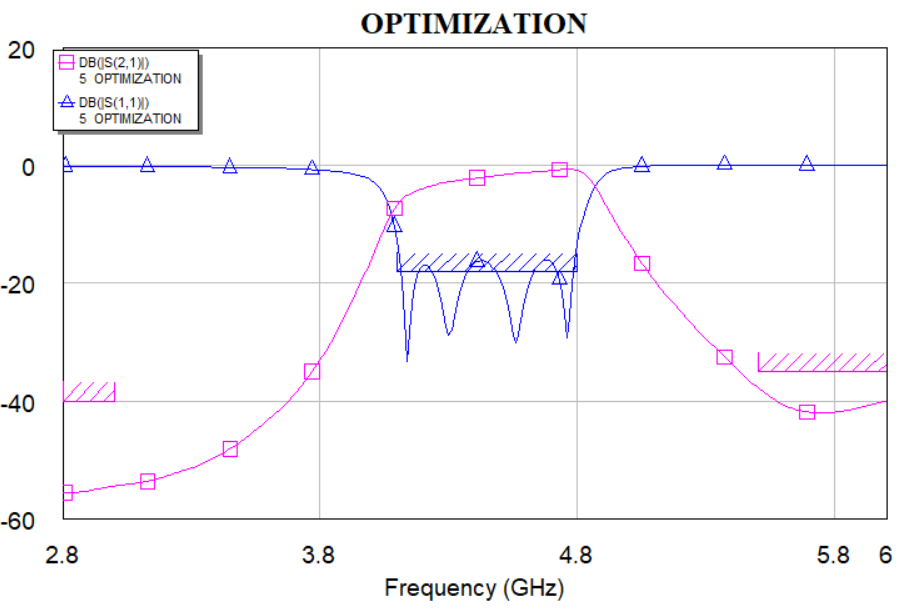 OPTIMIZATION
20
DB(|S(2,1)|)
5 OPTIMIZATION
DB(|S(1,1)|)
5 OPTIMIZATION
0
-20
-40
-60
2.8 3.8 4.8 5.8 6
Frequency (GHz)